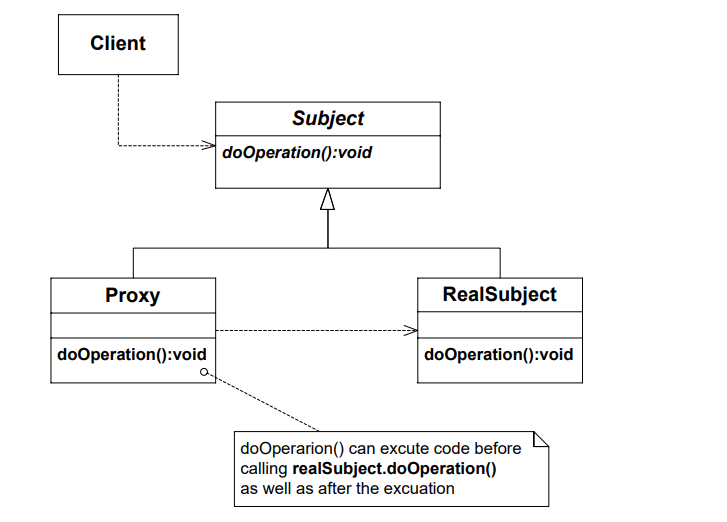 Client
Subject
doOperation():void
Proxy
RealSubject
doOperation():void
doOperation():void
doOperarion() can excute code before
calling realSubject.doOperation()
as well as after the excuation